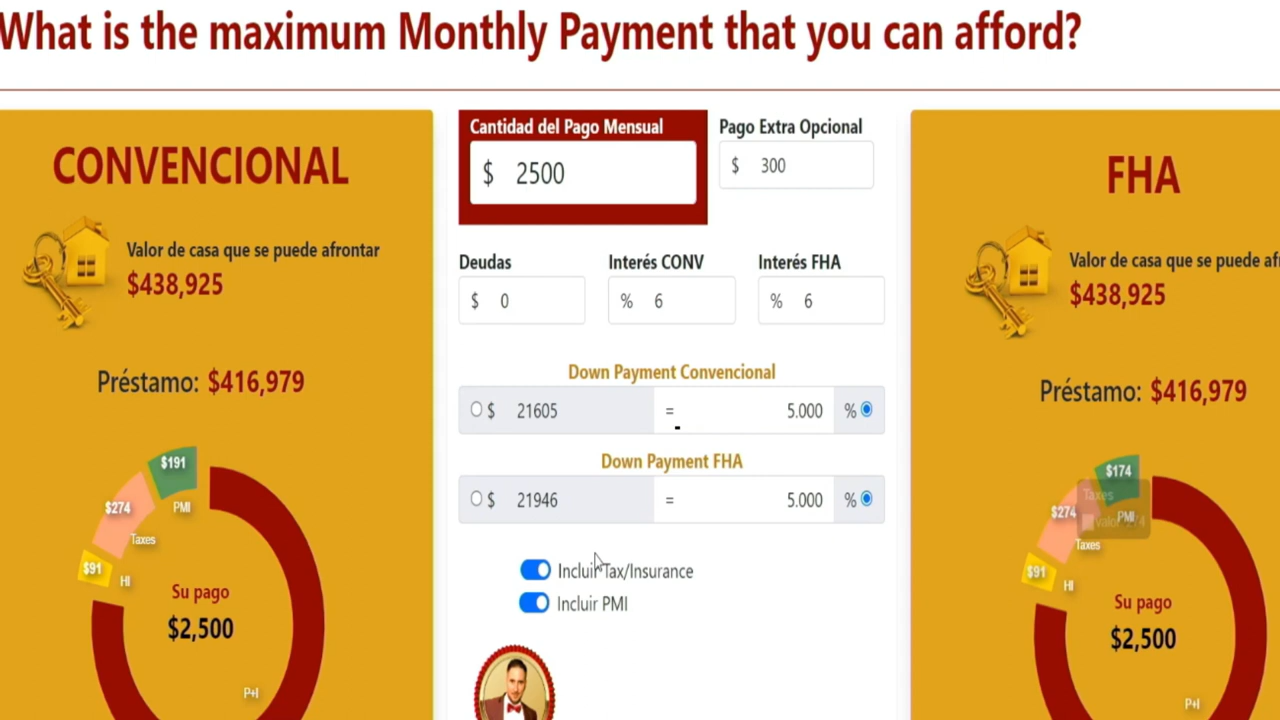 What is the maximum Monthly Payment that you can afford?
CONVENCIONAL
Valor de casa que se puede afrontar
$438,925
Préstamo: $416,979
$191
PMI
$274
Taxes
$91
HI
Su pago
$2,500
P+I
Cantidad del Pago Mensual
$ 2500
Pago Extra Opcional
$ 300
Deudas
$ 0
Interés CONV
% 6
Interés FHA
% 6
Down Payment Convencional
$ 21605 = 5.000 %
Down Payment FHA
$ 21946 = 5.000 %
Incluir Tax/Insurance
Incluir PMI
FHA
Valor de casa que se puede af
$438,925
Préstamo: $416,979
$174
PMI
Taxes
$274
Taxes
$91
HI
Su pago
$2,500
P+I